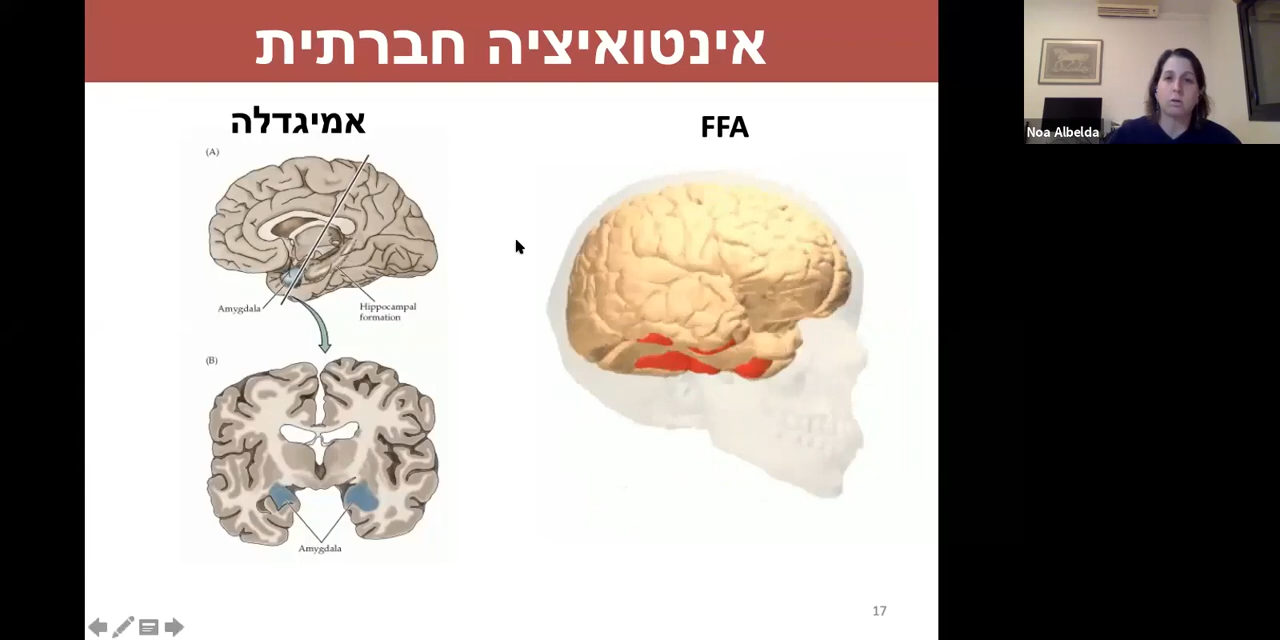 אינטואיציה חברתית
אמיגדלה
FFA
(A)
Amygdala
Hippocampal
formation
(B)
Amygdala
17
Noa Albelda